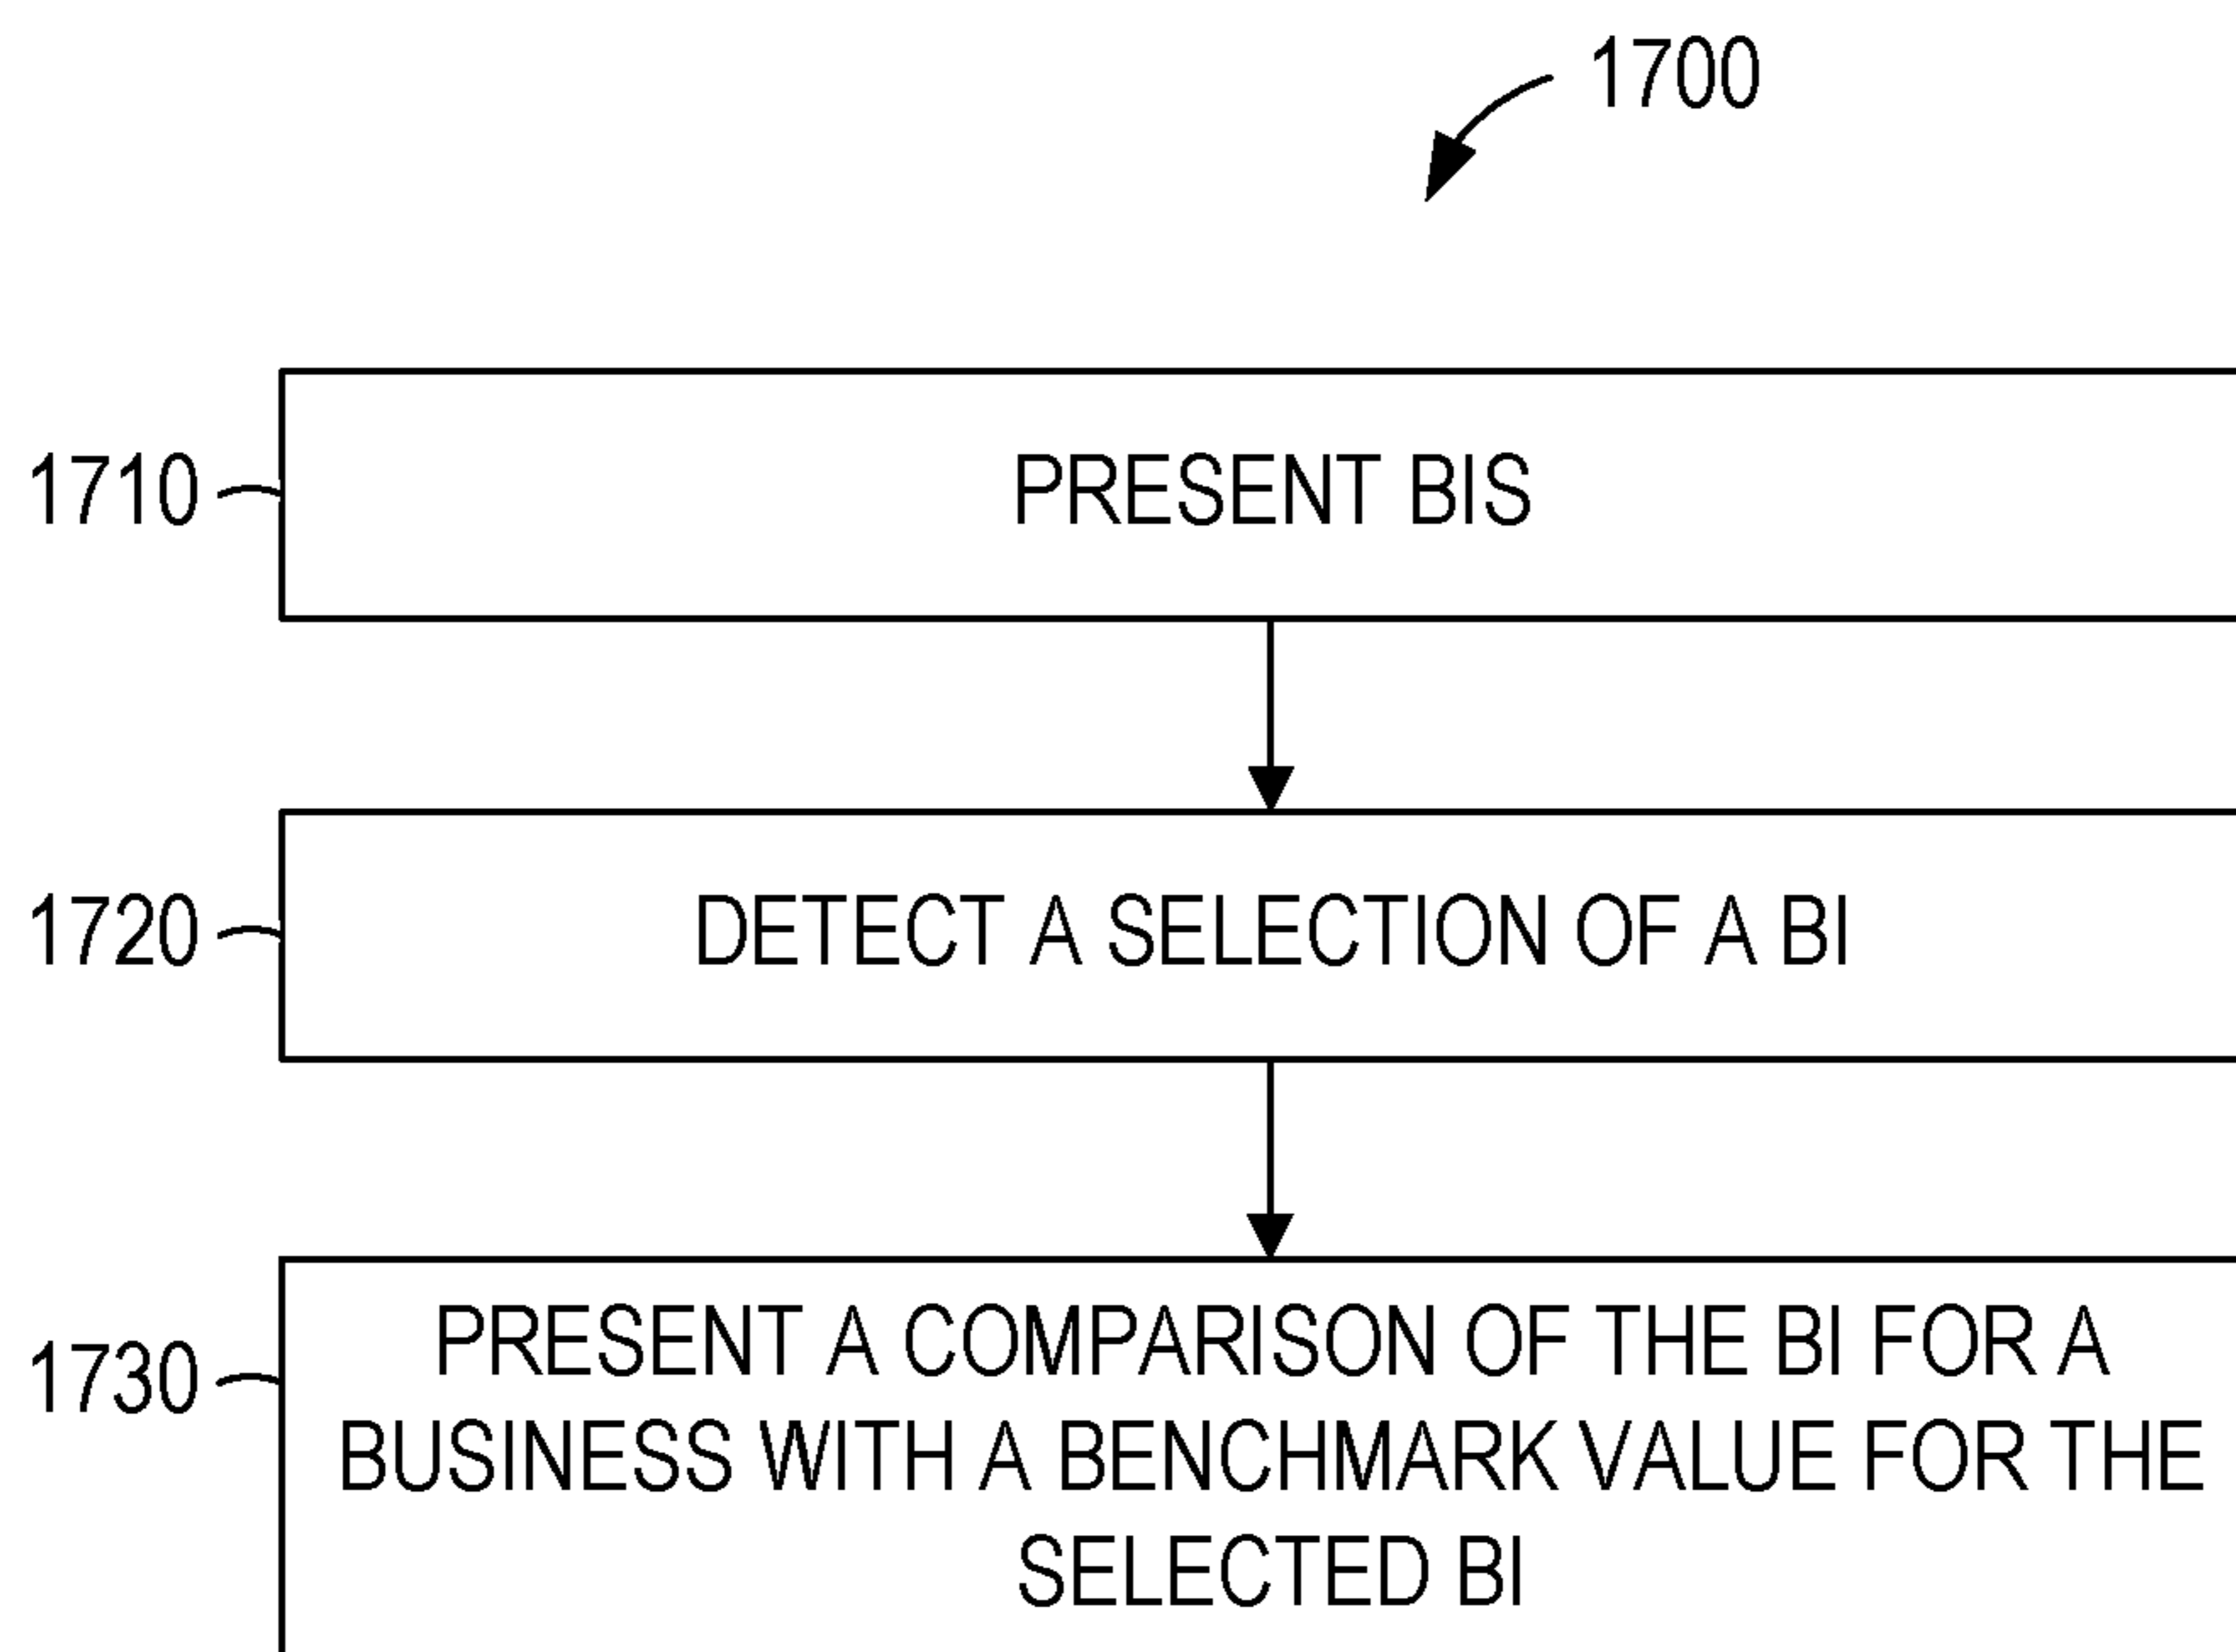 1700
1710
PRESENT BIS
1720
DETECT A SELECTION OF A BI
1730
PRESENT A COMPARISON OF THE BI FOR A
BUSINESS WITH A BENCHMARK VALUE FOR THE
SELECTED BI